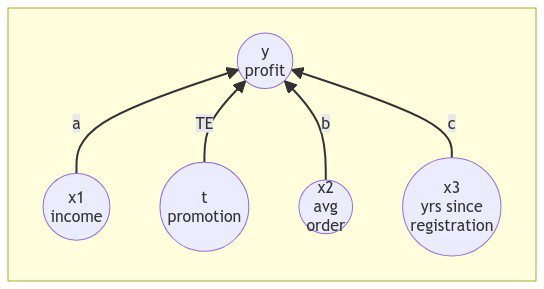 y
profit
a
TE
b
c
x1
income
t
promotion
x2
avg
order
x3
yrs since
registration